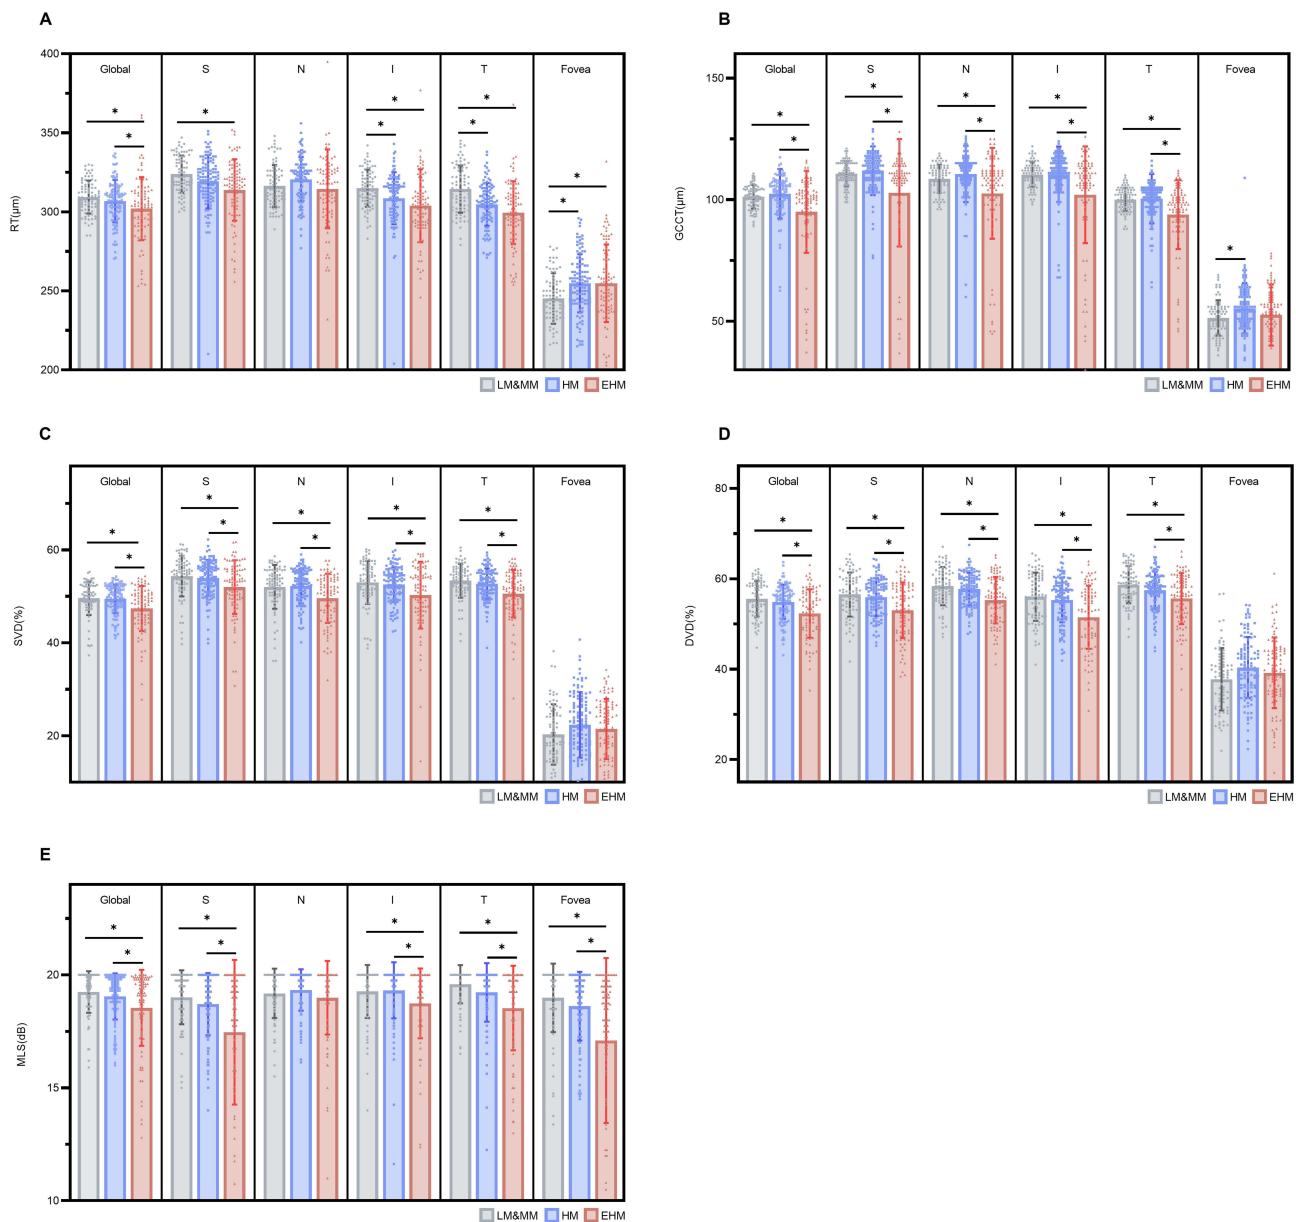 A
400
350
300
250
200
RT(μm)
Global S N I T Fovea
* * * * * * * * * *
LM&MM HM EHM
B
150
100
50
GCCT(μm)
Global S N I T Fovea
* * * * * * * * * * *
LM&MM HM EHM
C
60
40
20
SVD(%)
Global S N I T Fovea
* * * * * * * * * *
LM&MM HM EHM
D
80
60
40
20
DVD(%)
Global S N I T Fovea
* * * * * * * * * *
LM&MM HM EHM
E
20
15
10
MLS(dB)
Global S N I T Fovea
* * * * * * * * * *
LM&MM HM EHM